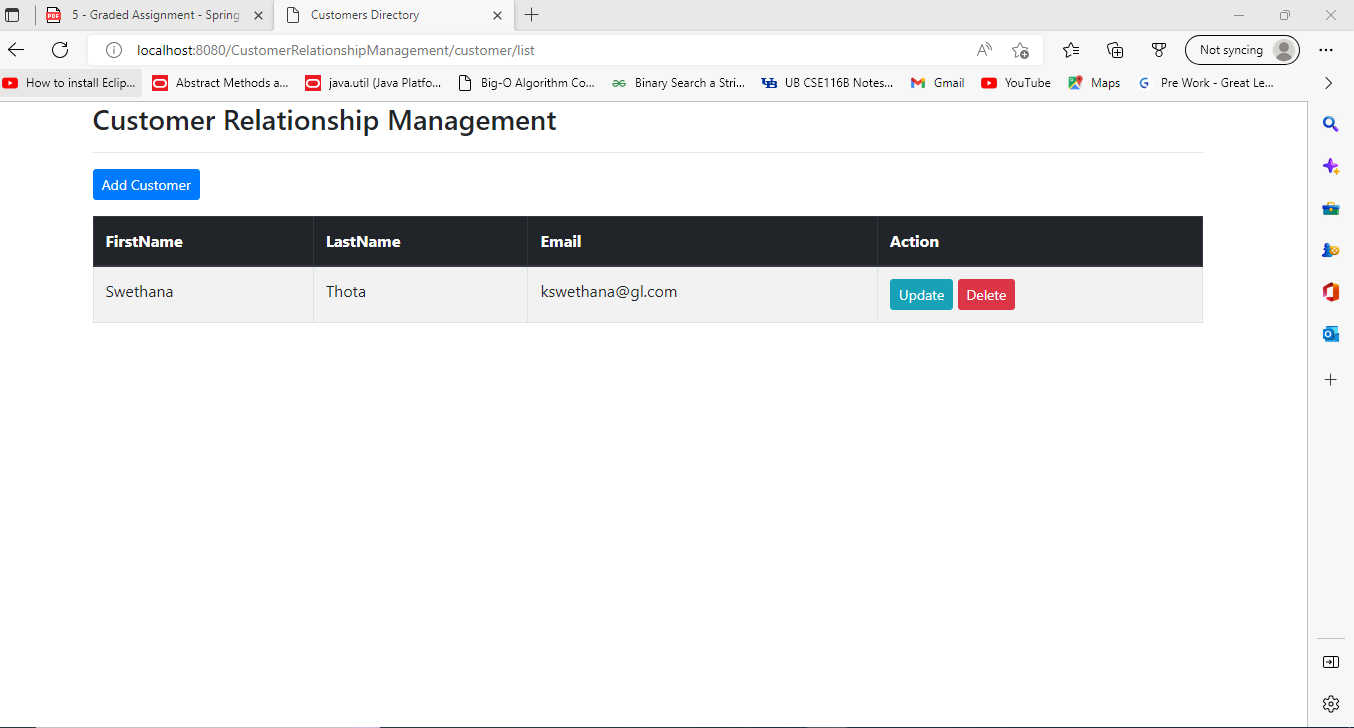 5 - Graded Assignment - Spring
Customers Directory
localhost:8080/CustomerRelationshipManagement/customer/list
Not syncing
How to install Eclip...
Abstract Methods a...
java.util (Java Platfo...
Big-O Algorithm Co...
Binary Search a Stri...
UB CSE116B Notes...
Gmail
YouTube
Maps
Pre Work - Great Le...
Customer Relationship Management
Add Customer
FirstName LastName Email Action
Swethana Thota kswethana@gl.com Update Delete